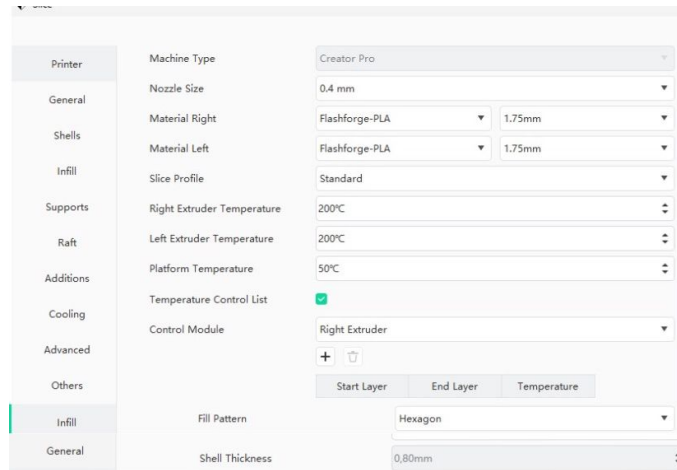 Slice
Printer
General
Shells
Infill
Supports
Raft
Additions
Cooling
Advanced
Others
Infill
General
Machine Type Creator Pro
Nozzle Size 0.4 mm
Material Right Flashforge-PLA 1.75mm
Material Left Flashforge-PLA 1.75mm
Slice Profile Standard
Right Extruder Temperature 200℃
Left Extruder Temperature 200℃
Platform Temperature 50℃
Temperature Control List
Control Module Right Extruder
Start Layer End Layer Temperature
Fill Pattern Hexagon
Shell Thickness 0,80mm